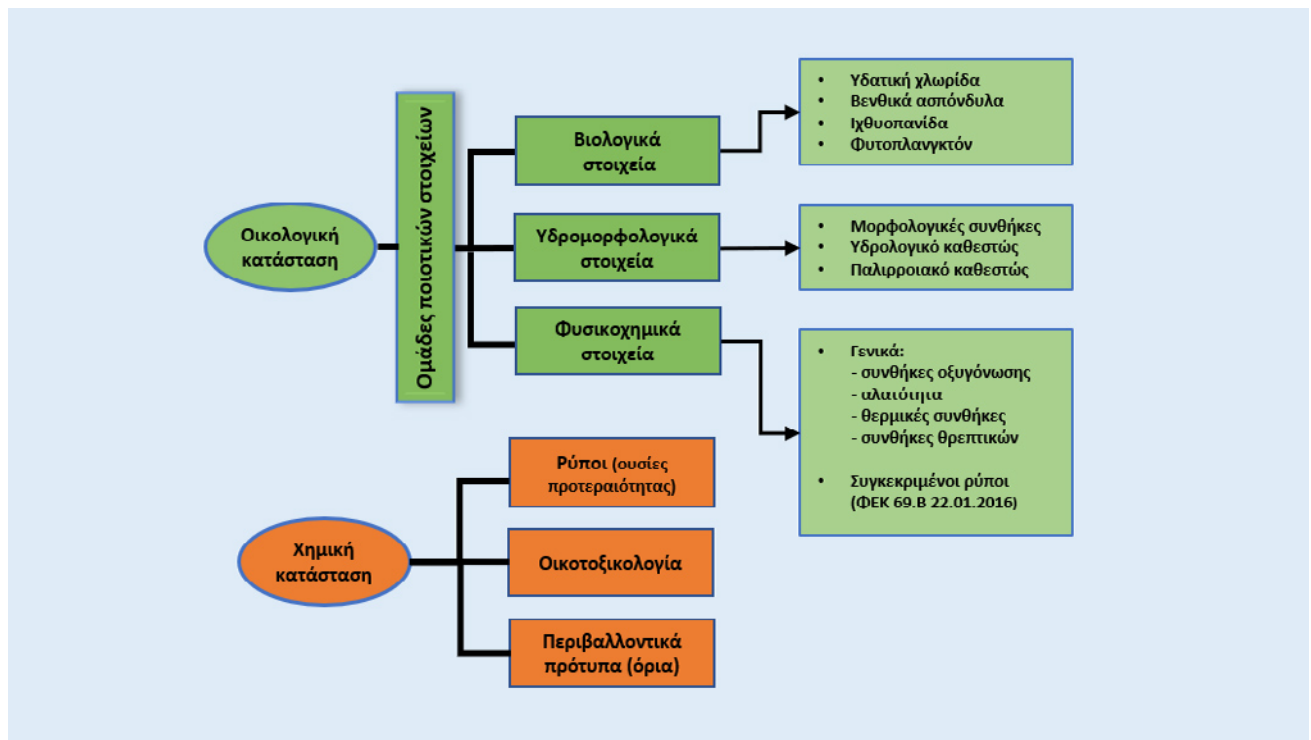 Οικολογική
κατάσταση
Ομάδες ποιοτικών στοιχείων
Βιολογικά
στοιχεία
• Υδατική χλωρίδα
• Βενθικά ασπόνδυλα
• Ιχθυοπανίδα
• Φυτοπλανγκτόν
Υδρομορφολογικά
στοιχεία
• Μορφολογικές συνθήκες
• Υδρολογικό καθεστώς
• Παλιρροιακό καθεστώς
Φυσικοχημικά
στοιχεία
• Γενικά:
- συνθήκες οξυγόνωσης
- αλατότητα
- θερμικές συνθήκες
- συνθήκες θρεπτικών
• Συγκεκριμένοι ρύποι
(ΦΕΚ 69.Β 22.01.2016)
Χημική
κατάσταση
Ρύποι (ουσίες
προτεραιότητας)
Οικοτοξικολογία
Περιβαλλοντικά
πρότυπα (όρια)